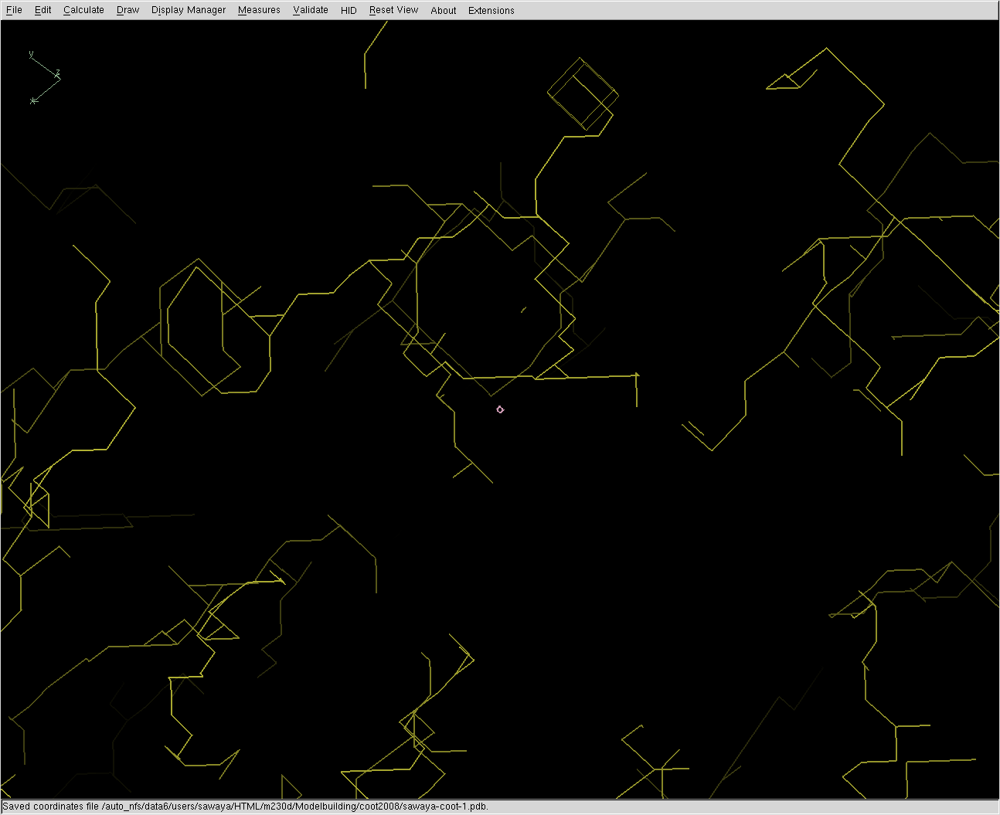 File Edit Calculate Draw Display Manager Measures Validate HID Reset View About Extensions
y
z
x
Saved coordinates file /auto_nfs/data6/users/sawaya/HTML/m230d/Modelbuilding/coot2008/sawaya-coot-1.pdb.